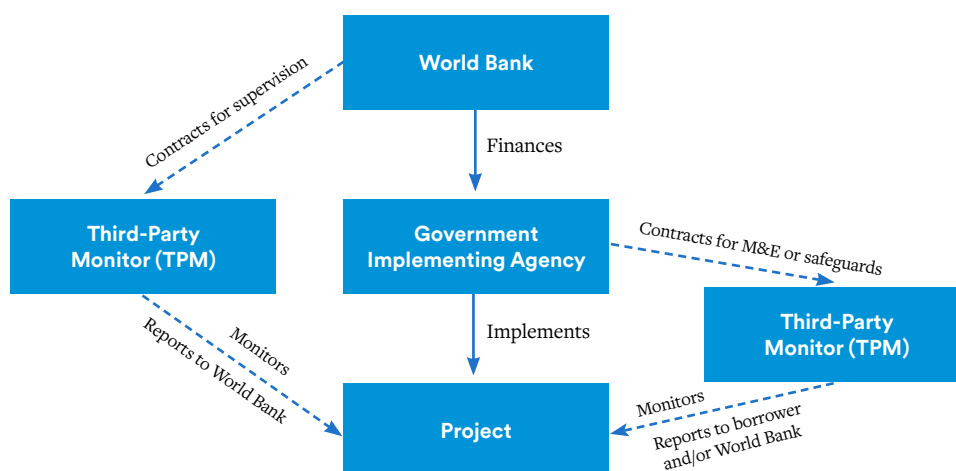 World Bank
Contracts for supervision
Finances
Third-Party
Monitor (TPM)
Government
Implementing Agency
Contracts for M&E or safeguards
Third-Party
Monitor (TPM)
Monitors
Reports to World Bank
Implements
Project
Monitors
Reports to borrower
and/or World Bank